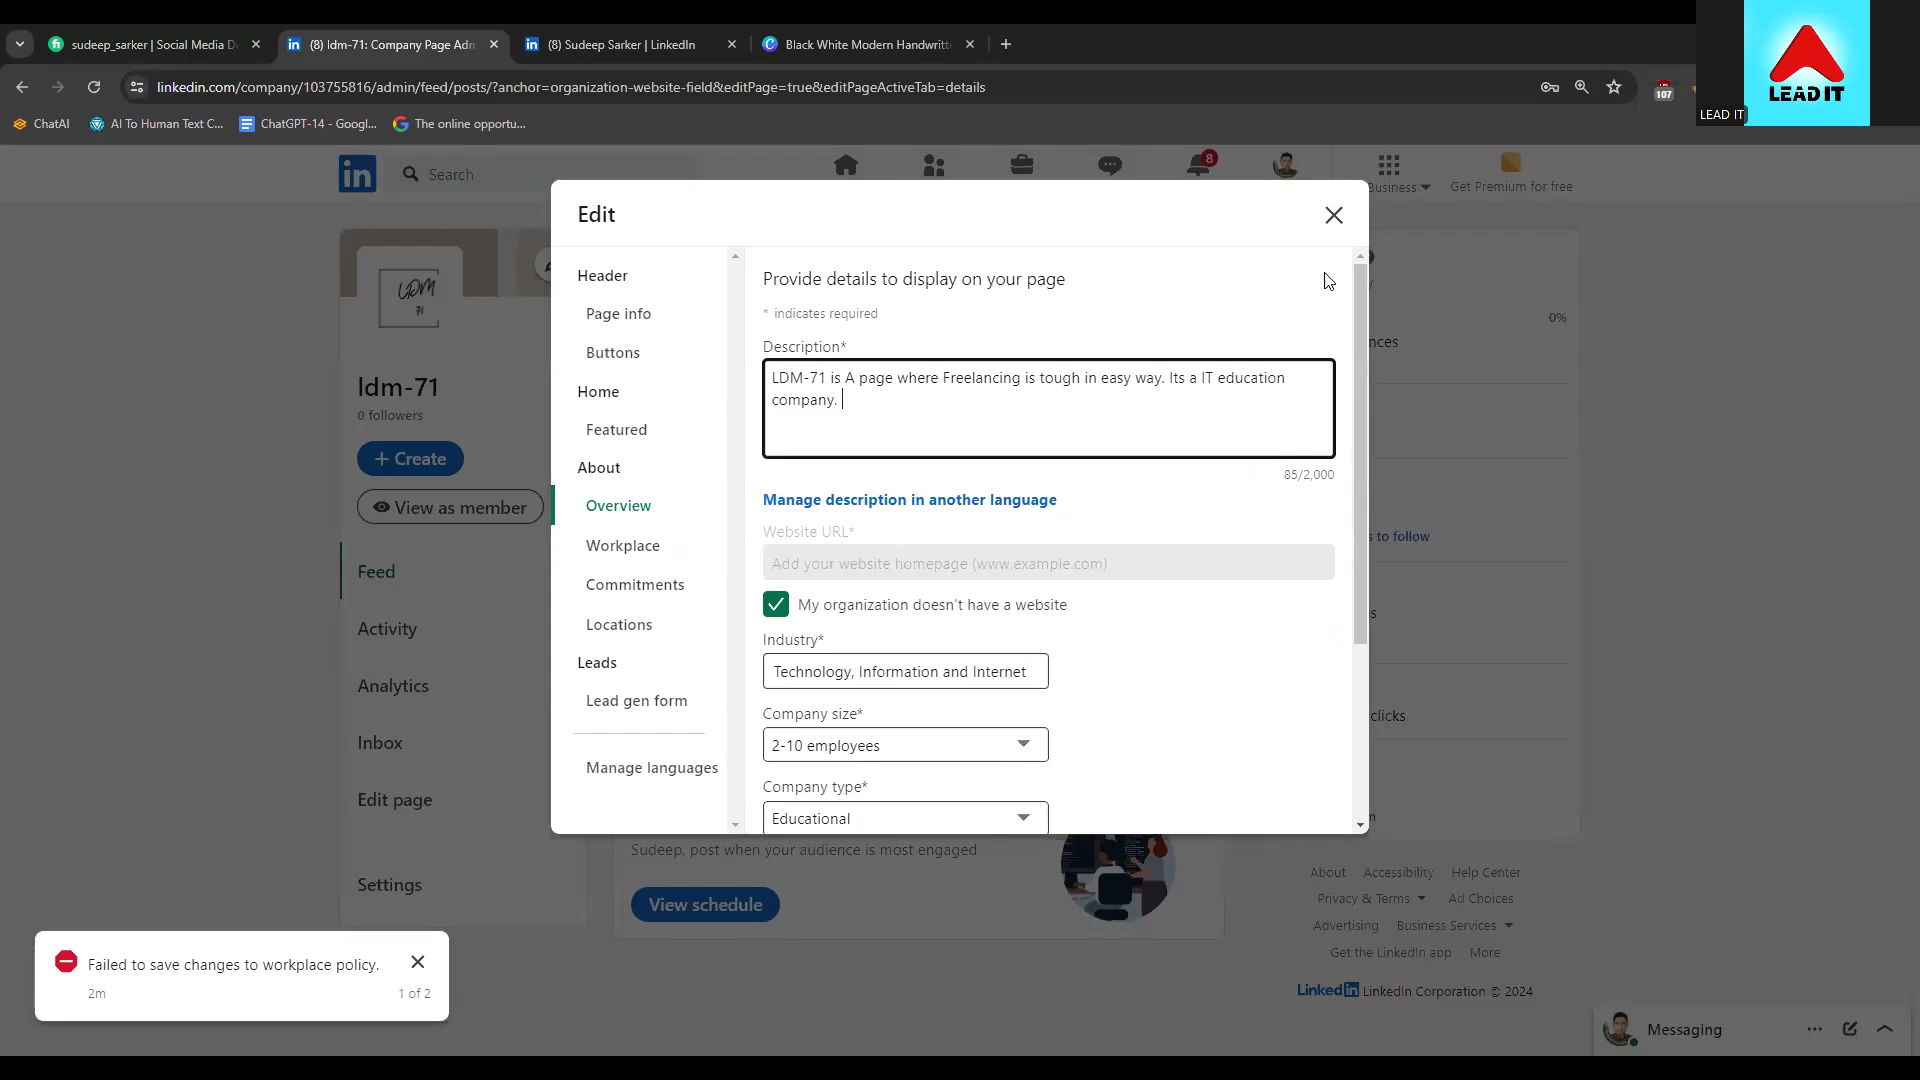 sudeep_sarker | Social Media D
(8) ldm-71: Company Page Adm
(8) Sudeep Sarker | LinkedIn
Black White Modern Handwritt
linkedin.com/company/103755816/admin/feed/posts/?anchor=organization-website-field&editPage=true&editPageActiveTab=details
107
LEAD IT
LEAD IT
ChatAI
AI To Human Text C...
ChatGPT-14 - Googl...
The online opportu...
in
Search
8
Business
Get Premium for free
Edit
LDM
71
ldm-71
0 followers
+ Create
View as member
Feed
Activity
Analytics
Inbox
Edit page
Settings
Header
Page info
Buttons
Home
Featured
About
Overview
Workplace
Commitments
Locations
Leads
Lead gen form
Manage languages
Provide details to display on your page
* indicates required
Description*
LDM-71 is A page where Freelancing is tough in easy way. Its a IT education
company.
85/2,000
Manage description in another language
Website URL*
Add your website homepage (www.example.com)
My organization doesn't have a website
Industry*
Technology, Information and Internet
Company size*
2-10 employees
Company type*
Educational
0%
nces
s to follow
s
clicks
m
Sudeep, post when your audience is most engaged
View schedule
About Accessibility Help Center
Privacy & Terms Ad Choices
Advertising Business Services
Get the LinkedIn app More
LinkedIn LinkedIn Corporation © 2024
Failed to save changes to workplace policy.
2m
1 of 2
Messaging